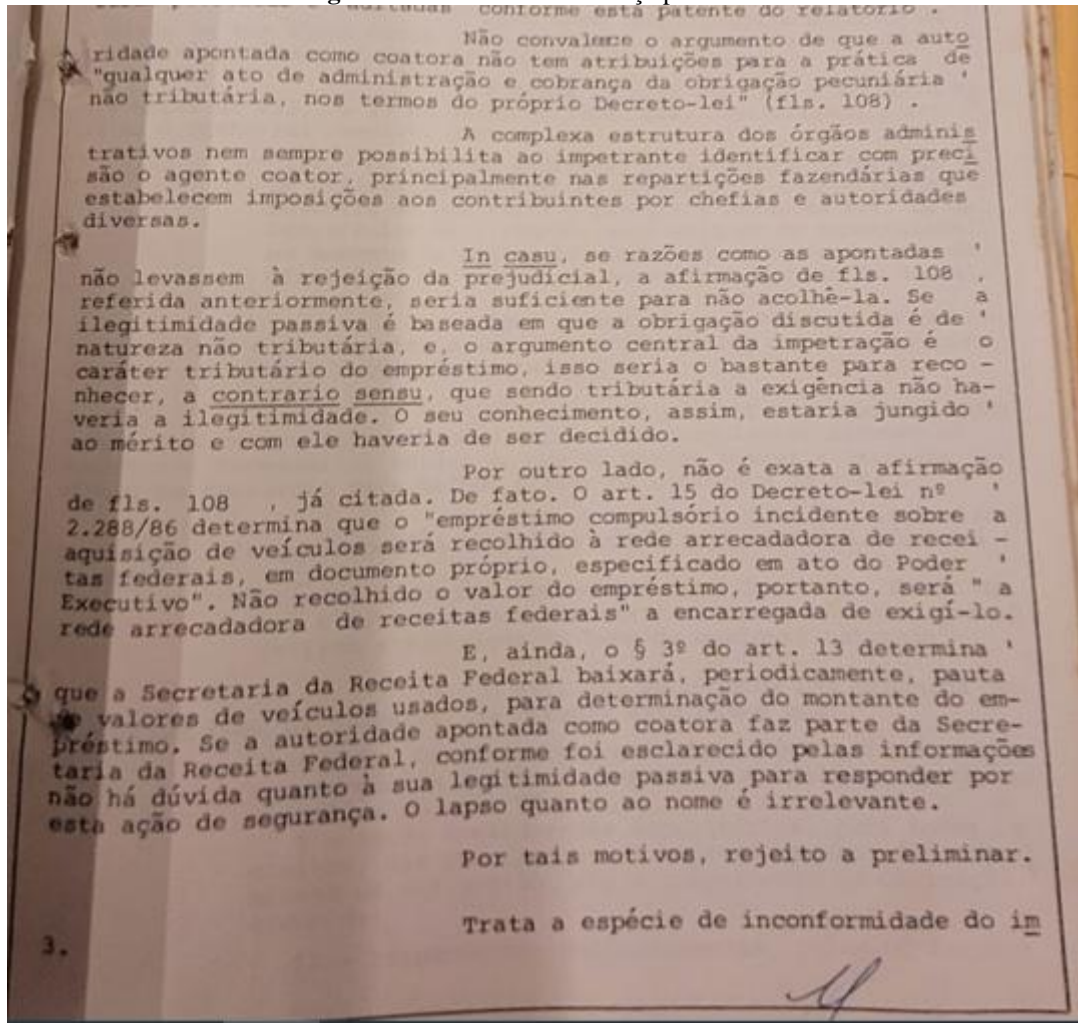 conforme está patente do relatório .
Não convalece o argumento de que a auto
ridade apontada como coatora não tem atribuições para a prática de
"qualquer ato de administração e cobrança da obrigação pecuniária '
não tributária, nos termos do próprio Decreto-lei" (fls. 108) .
A complexa estrutura dos órgãos adminis
trativos nem sempre possibilita ao impetrante identificar com preci
são o agente coator, principalmente nas repartições fazendárias que
estabelecem imposições aos contribuintes por chefias e autoridades
diversas.
In casu, se razões como as apontadas '
não levassem à rejeição da prejudicial, a afirmação de fls. 108 ,
referida anteriormente, seria suficiente para não acolhê-la. Se a
ilegitimidade passiva é baseada em que a obrigação discutida é de '
natureza não tributária, e, o argumento central da impetração é o
caráter tributário do empréstimo, isso seria o bastante para reco -
nhecer, a contrario sensu, que sendo tributária a exigência não ha-
veria a ilegitimidade. O seu conhecimento, assim, estaria jungido '
ao mérito e com ele haveria de ser decidido.
Por outro lado, não é exata a afirmação
de fls. 108 , já citada. De fato. O art. 15 do Decreto-lei nº '
2.288/86 determina que o "empréstimo compulsório incidente sobre a
aquisição de veículos será recolhido à rede arrecadadora de recei -
tas federais, em documento próprio, especificado em ato do Poder '
Executivo". Não recolhido o valor do empréstimo, portanto, será " a
rede arrecadadora de receitas federais" a encarregada de exigí-lo.
E, ainda, o § 3º do art. 13 determina '
que a Secretaria da Receita Federal baixará, periodicamente, pauta
valores de veículos usados, para determinação do montante do em-
préstimo. Se a autoridade apontada como coatora faz parte da Secre-
taria da Receita Federal, conforme foi esclarecido pelas informações
não há dúvida quanto à sua legitimidade passiva para responder por
esta ação de segurança. O lapso quanto ao nome é irrelevante.
Por tais motivos, rejeito a preliminar.
Trata a espécie de inconformidade do im
3.